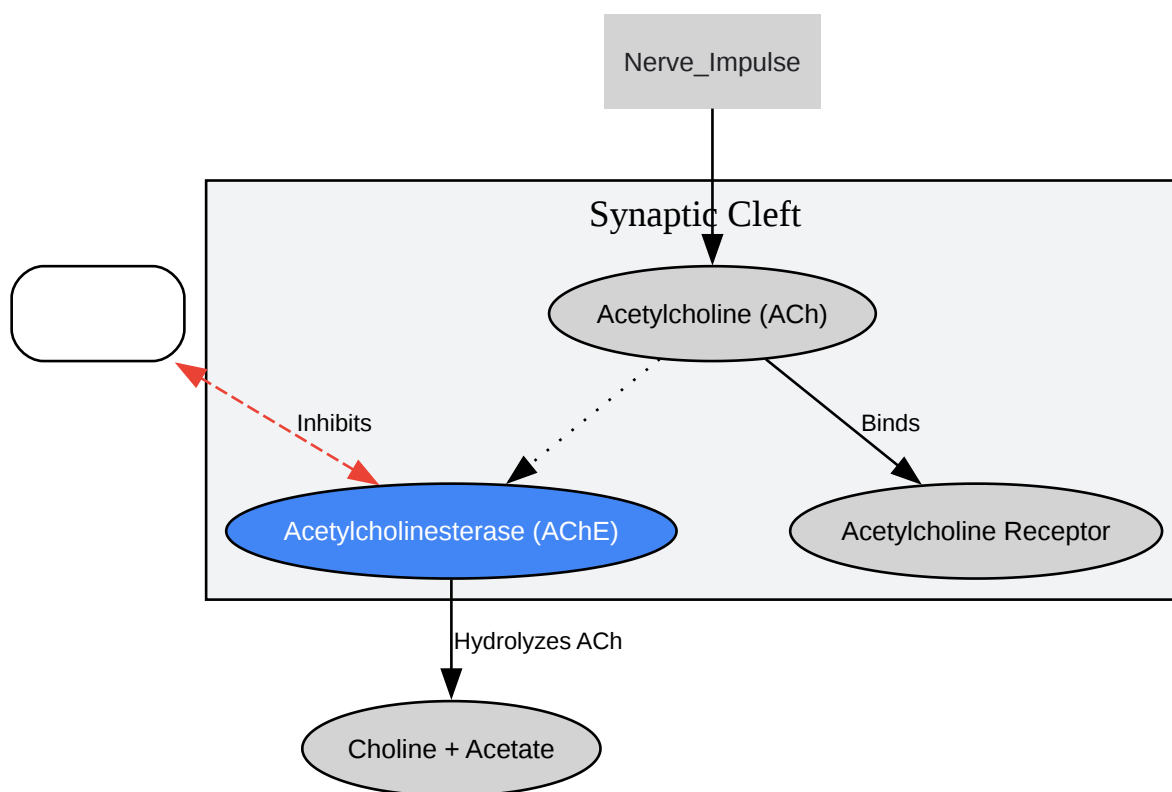 Nerve_Impulse
Synaptic Cleft
Acetylcholine (ACh)
Inhibits
Binds
Acetylcholinesterase (AChE)
Acetylcholine Receptor
Hydrolyzes ACh
Choline + Acetate